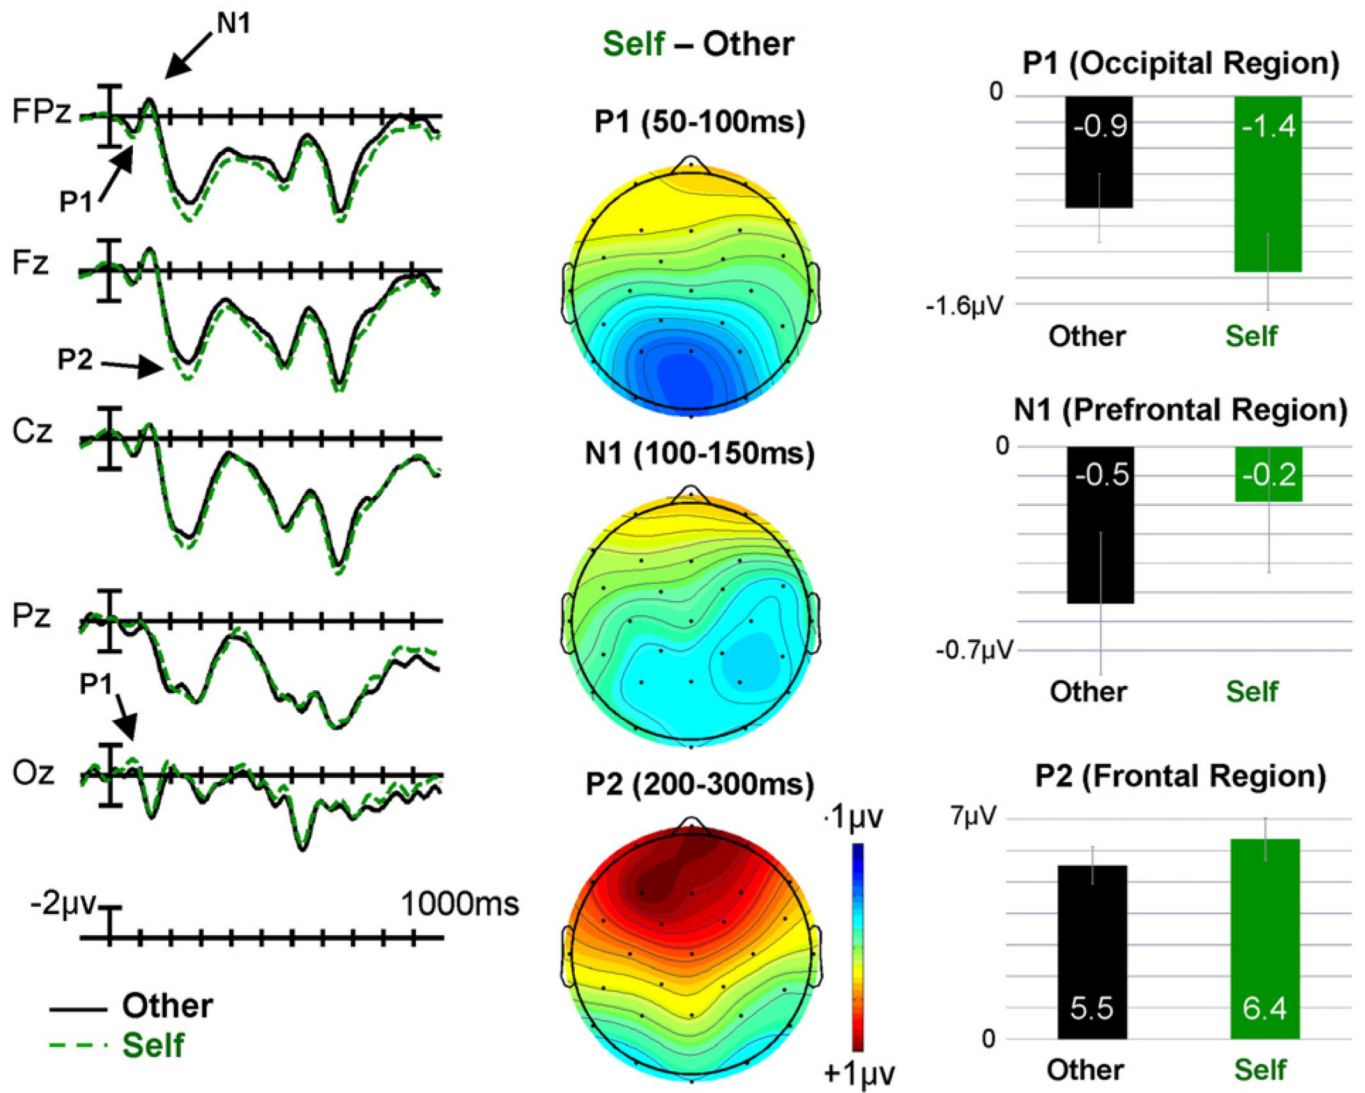 N1
FPz
P1
Fz
P2
Cz
Pz
P1
Oz
-2µv
1000ms
Other
Self
Self – Other
P1 (50-100ms)
N1 (100-150ms)
P2 (200-300ms)
-1µv
+1µv
P1 (Occipital Region)
0
-0.9
-1.4
-1.6µV
Other
Self
N1 (Prefrontal Region)
0
-0.5
-0.2
-0.7µV
Other
Self
P2 (Frontal Region)
7µV
5.5
6.4
0
Other
Self